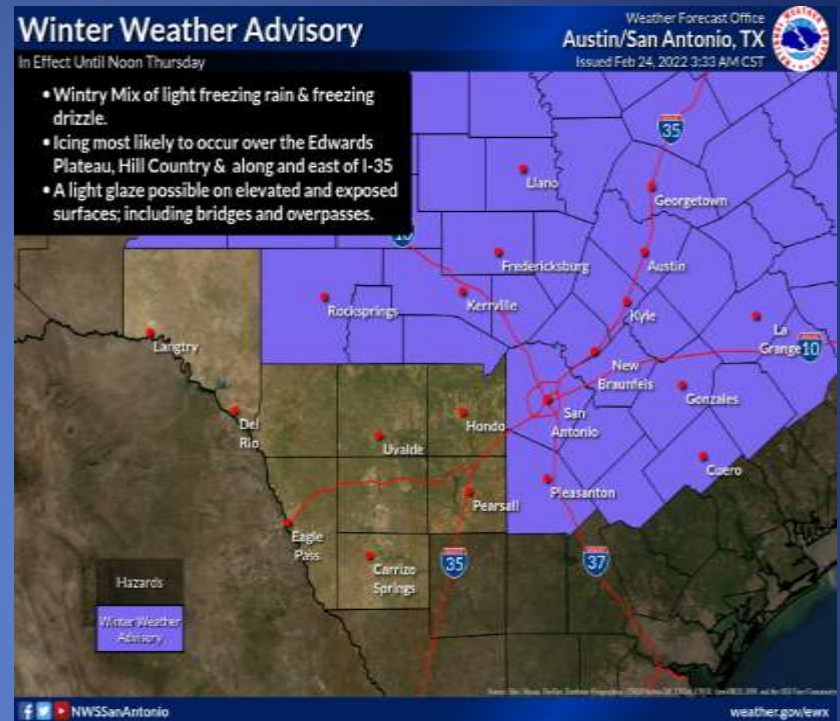 Winter Weather Advisory
Weather Forecast Office
Austin/San Antonio, TX
In Effect Until Noon Thursday
Issued Feb 24, 2022 3:33 AM CST
• Wintry Mix of light freezing rain & freezing
drizzle.
• Icing most likely to occur over the Edwards
Plateau, Hill Country & along and east of I-35
• A light glaze possible on elevated and exposed
surfaces; including bridges and overpasses.
35
Llano
Georgetown
10
Fredericksburg
Austin
Rocksprings
Kerrville
Kyle
La
Grange
10
Langtry
New
Braunfels
Gonzales
Del
Rio
Hondo
San
Antonio
Uvalde
Cuero
Pearsall
Pleasanton
Eagle
Pass
Carrizo
Springs
35
37
Hazards
Winter Weather
Advisory
NWSSanAntonio
weather.gov/ewx